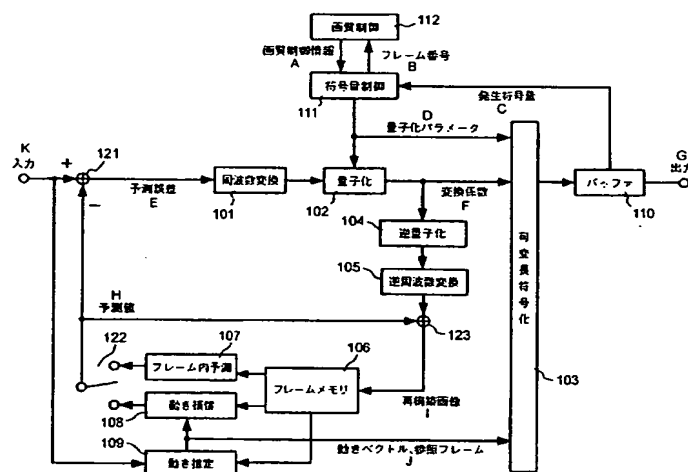 画質制御
112
画質制御情報
A
フレーム番号
B
符号量制御
111
発生符号量
C
D
量子化パラメータ
K
入力
+
121
−
予測誤差
E
周波数変換
101
量子化
102
変換係数
F
バッファ
110
G
出力
104
逆量子化
105
逆周波数変換
可変長符号化
103
H
予測値
123
122
107
フレーム内予測
106
フレームメモリ
動き補償
108
109
動き推定
再構築画像
I
動きベクトル、参照フレーム
J